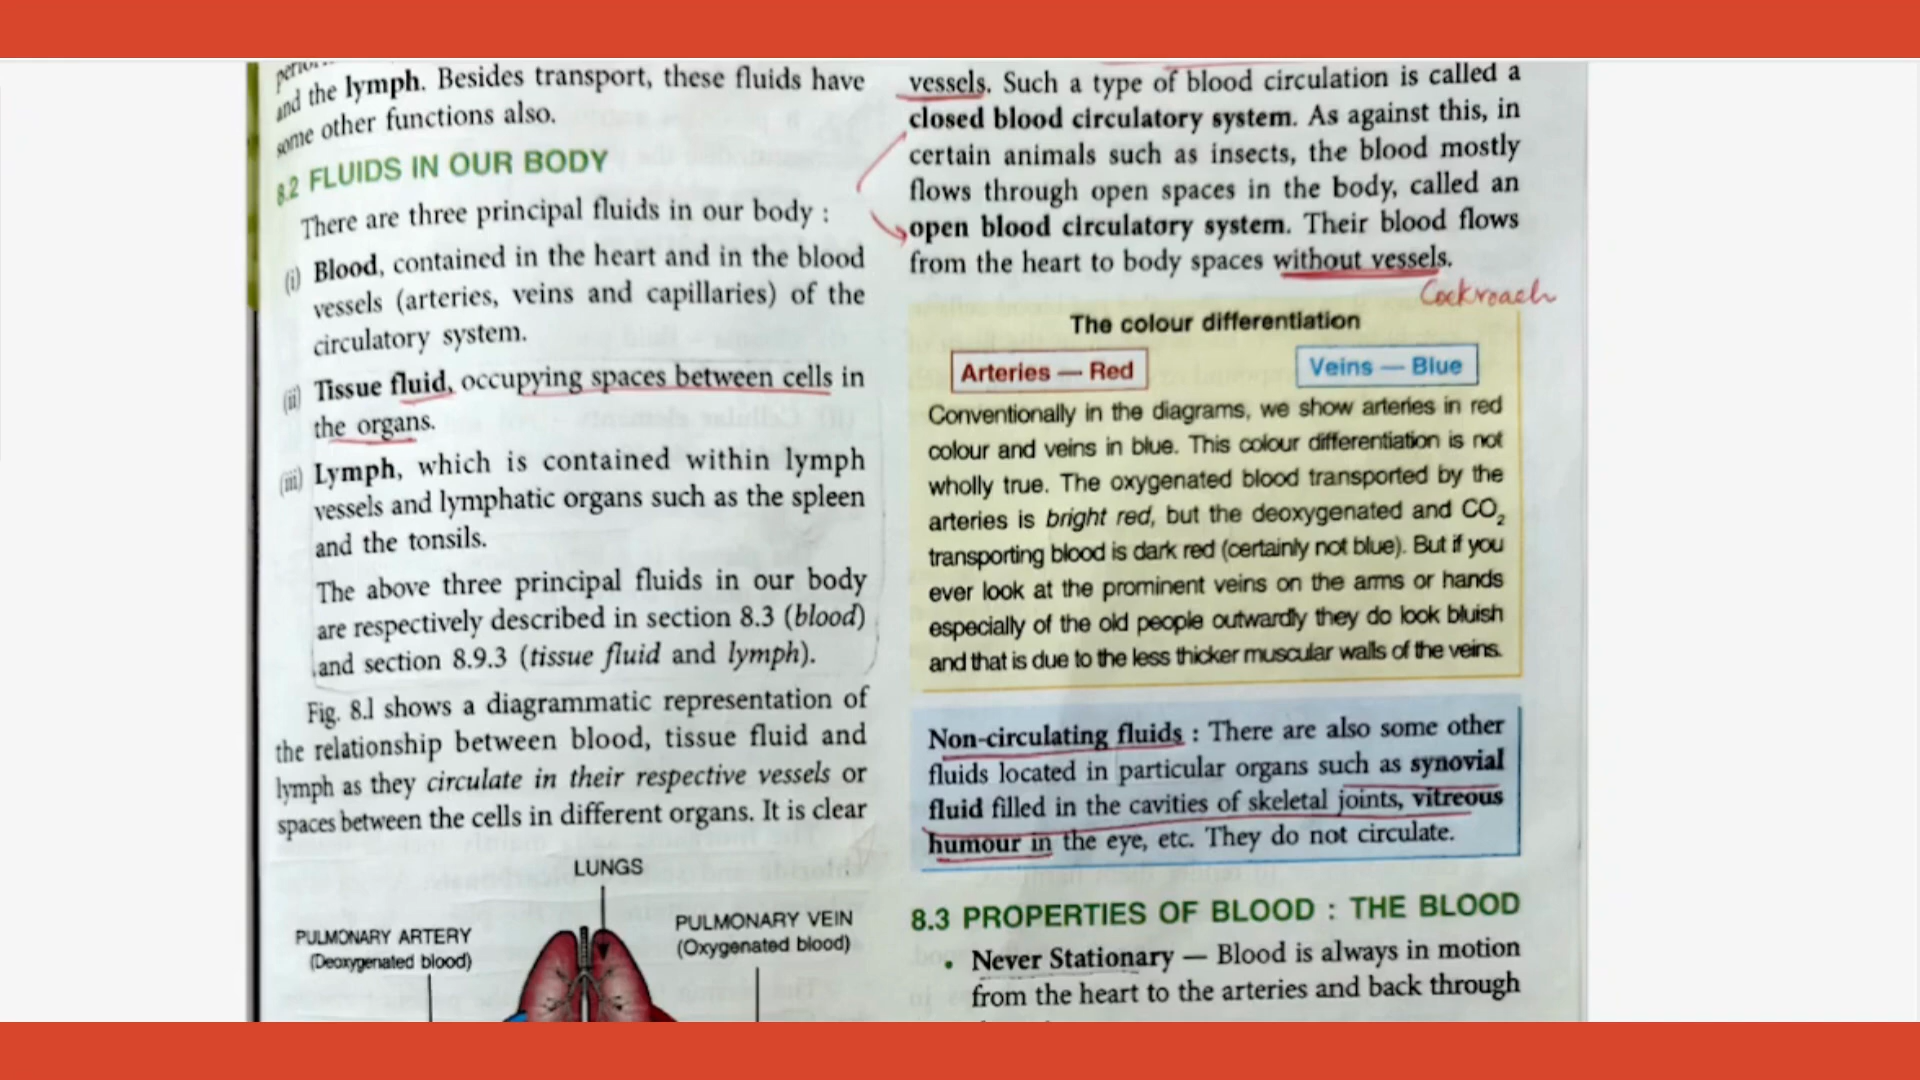 and the lymph. Besides transport, these fluids have
some other functions also.
8.2 FLUIDS IN OUR BODY
There are three principal fluids in our body :
(i) Blood, contained in the heart and in the blood
vessels (arteries, veins and capillaries) of the
circulatory system.
(ii) Tissue fluid, occupying spaces between cells in
the organs.
(iii) Lymph, which is contained within lymph
vessels and lymphatic organs such as the spleen
and the tonsils.
The above three principal fluids in our body
are respectively described in section 8.3 (blood)
and section 8.9.3 (tissue fluid and lymph).
Fig. 8.1 shows a diagrammatic representation of
the relationship between blood, tissue fluid and
lymph as they circulate in their respective vessels or
spaces between the cells in different organs. It is clear
LUNGS
PULMONARY ARTERY
(Deoxygenated blood)
PULMONARY VEIN
(Oxygenated blood)
vessels. Such a type of blood circulation is called a
closed blood circulatory system. As against this, in
certain animals such as insects, the blood mostly
flows through open spaces in the body, called an
open blood circulatory system. Their blood flows
from the heart to body spaces without vessels.
Cockroach
The colour differentiation
Arteries — Red
Veins — Blue
Conventionally in the diagrams, we show arteries in red
colour and veins in blue. This colour differentiation is not
wholly true. The oxygenated blood transported by the
arteries is bright red, but the deoxygenated and CO₂
transporting blood is dark red (certainly not blue). But if you
ever look at the prominent veins on the arms or hands
especially of the old people outwardly they do look bluish
and that is due to the less thicker muscular walls of the veins.
Non-circulating fluids : There are also some other
fluids located in particular organs such as synovial
fluid filled in the cavities of skeletal joints, vitreous
humour in the eye, etc. They do not circulate.
8.3 PROPERTIES OF BLOOD : THE BLOOD
• Never Stationary — Blood is always in motion
from the heart to the arteries and back through